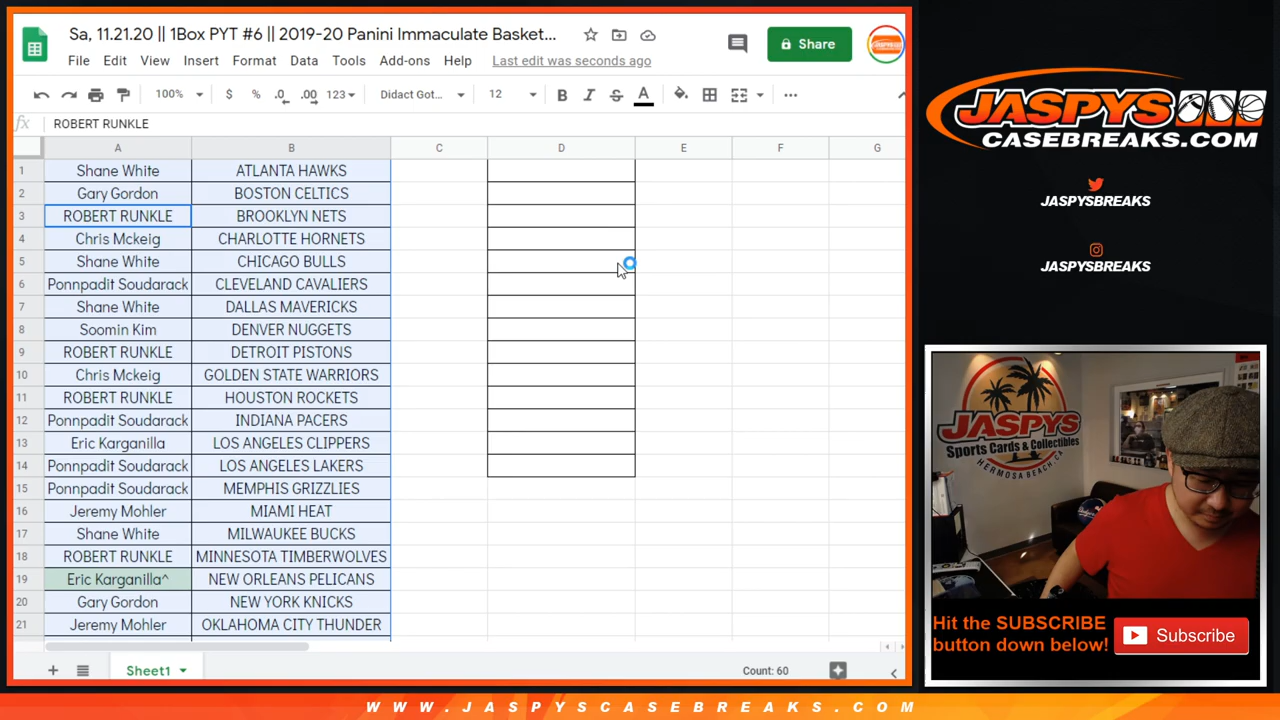 Sa, 11.21.20 || 1Box PYT #6 || 2019-20 Panini Immaculate Basket...
Share
File Edit View Insert Format Data Tools Add-ons Help Last edit was seconds ago
100% $ % .0 .00 123 Didact Got... 12 B I S A
fx ROBERT RUNKLE
A B C D E F G
1 Shane White ATLANTA HAWKS
2 Gary Gordon BOSTON CELTICS
3 ROBERT RUNKLE BROOKLYN NETS
4 Chris Mckeig CHARLOTTE HORNETS
5 Shane White CHICAGO BULLS
6 Ponnpadit Soudarack CLEVELAND CAVALIERS
7 Shane White DALLAS MAVERICKS
8 Soomin Kim DENVER NUGGETS
9 ROBERT RUNKLE DETROIT PISTONS
10 Chris Mckeig GOLDEN STATE WARRIORS
11 ROBERT RUNKLE HOUSTON ROCKETS
12 Ponnpadit Soudarack INDIANA PACERS
13 Eric Karganilla LOS ANGELES CLIPPERS
14 Ponnpadit Soudarack LOS ANGELES LAKERS
15 Ponnpadit Soudarack MEMPHIS GRIZZLIES
16 Jeremy Mohler MIAMI HEAT
17 Shane White MILWAUKEE BUCKS
18 ROBERT RUNKLE MINNESOTA TIMBERWOLVES
19 Eric Karganilla^ NEW ORLEANS PELICANS
20 Gary Gordon NEW YORK KNICKS
21 Jeremy Mohler OKLAHOMA CITY THUNDER
Sheet1
Count: 60
JASPYS
CASEBREAKS.COM
JASPYSBREAKS
JASPYSBREAKS
JASPYS
Sports Cards & Collectibles
HERMOSA BEACH, CA
Hit the SUBSCRIBE
button down below!
Subscribe
WWW.JASPYSCASEBREAKS.COM